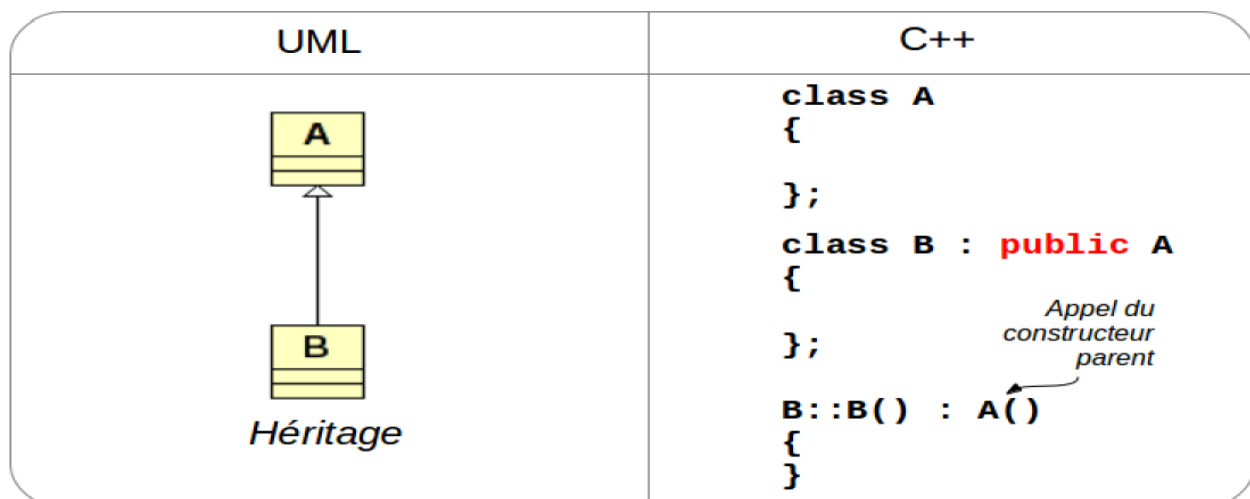 UML
C++
A
B
Héritage
class A
{
};
class B : public A
{
};
Appel du
constructeur
parent
B::B() : A()
{
}